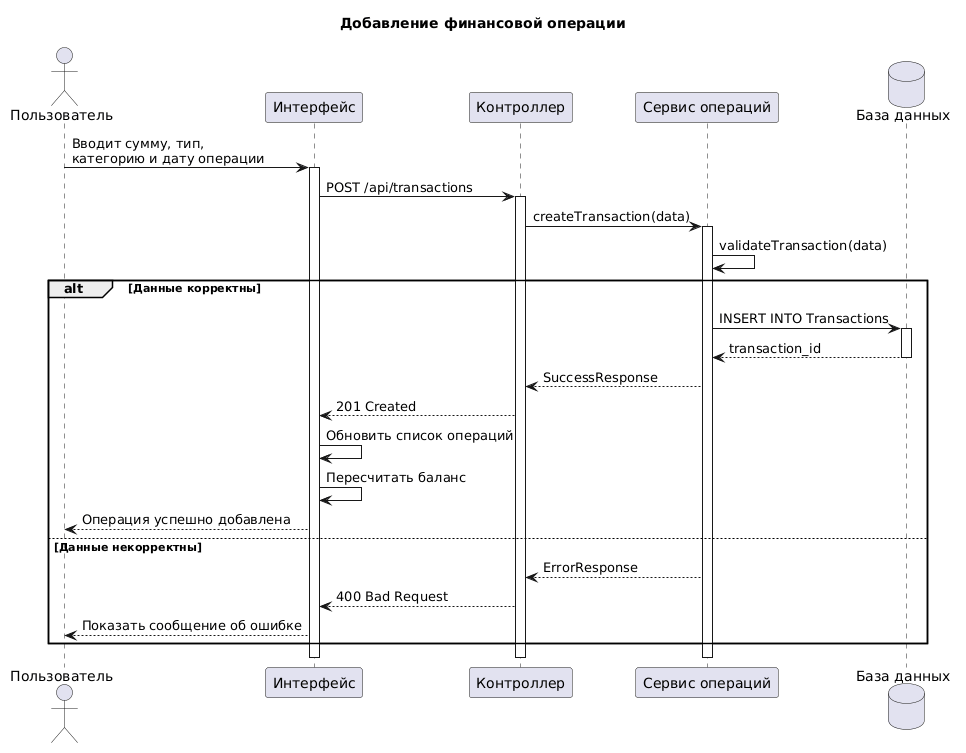 Добавление финансовой операции
Пользователь
Интерфейс
Контроллер
Сервис операций
База данных
Вводит сумму, тип,
категорию и дату операции
POST /api/transactions
createTransaction(data)
validateTransaction(data)
alt
[Данные корректны]
INSERT INTO Transactions
transaction_id
SuccessResponse
201 Created
Обновить список операций
Пересчитать баланс
Операция успешно добавлена
[Данные некорректны]
ErrorResponse
400 Bad Request
Показать сообщение об ошибке
Пользователь
Интерфейс
Контроллер
Сервис операций
База данных